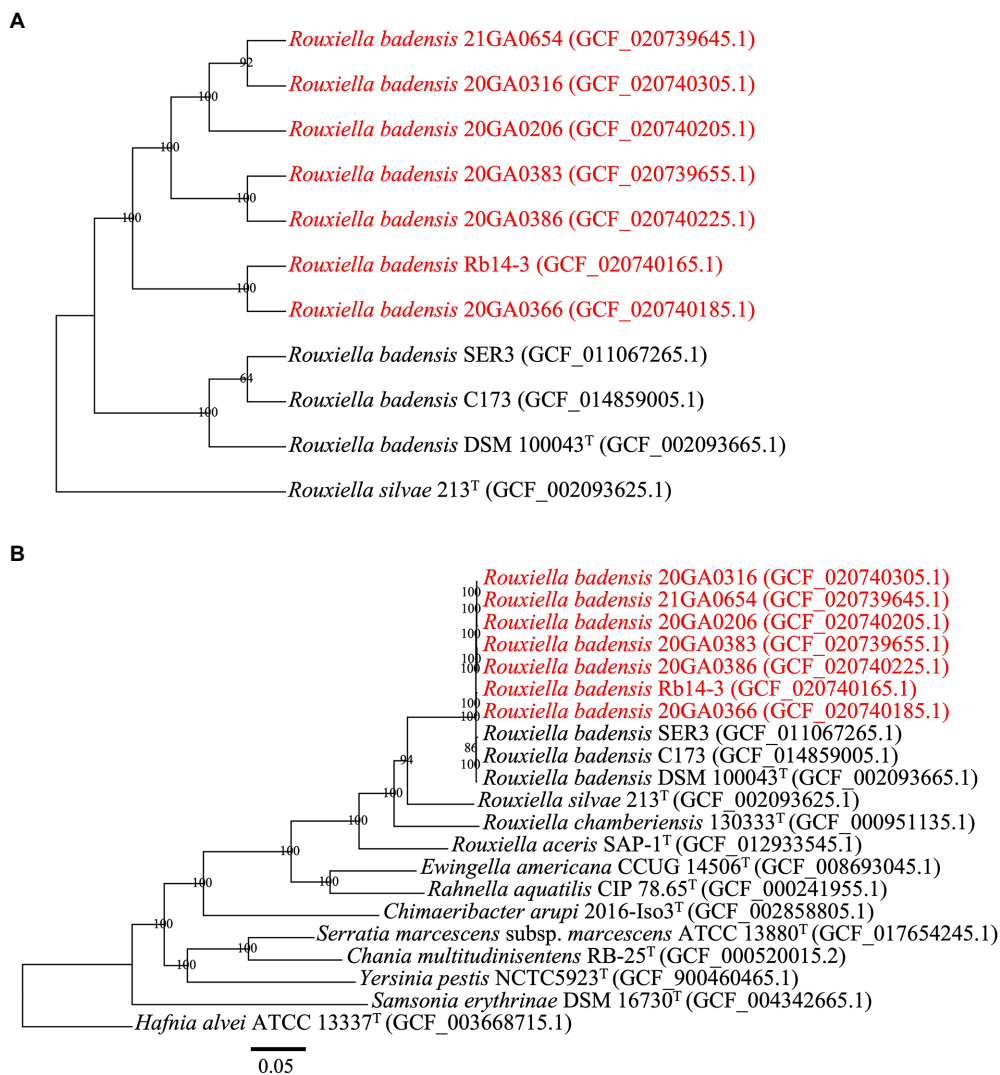 A
Rouxiella badensis 21GA0654 (GCF_020739645.1)
92
Rouxiella badensis 20GA0316 (GCF_020740305.1)
100
Rouxiella badensis 20GA0206 (GCF_020740205.1)
100
Rouxiella badensis 20GA0383 (GCF_020739655.1)
100
Rouxiella badensis 20GA0386 (GCF_020740225.1)
100
Rouxiella badensis Rb14-3 (GCF_020740165.1)
100
Rouxiella badensis 20GA0366 (GCF_020740185.1)
Rouxiella badensis SER3 (GCF_011067265.1)
64
Rouxiella badensis C173 (GCF_014859005.1)
100
Rouxiella badensis DSM 100043ᵀ (GCF_002093665.1)
Rouxiella silvae 213ᵀ (GCF_002093625.1)
B
Rouxiella badensis 20GA0316 (GCF_020740305.1)
100
Rouxiella badensis 21GA0654 (GCF_020739645.1)
100
Rouxiella badensis 20GA0206 (GCF_020740205.1)
100
Rouxiella badensis 20GA0383 (GCF_020739655.1)
100
Rouxiella badensis 20GA0386 (GCF_020740225.1)
100
Rouxiella badensis Rb14-3 (GCF_020740165.1)
100
Rouxiella badensis 20GA0366 (GCF_020740185.1)
100
Rouxiella badensis SER3 (GCF_011067265.1)
86
Rouxiella badensis C173 (GCF_014859005.1)
94
100
Rouxiella badensis DSM 100043ᵀ (GCF_002093665.1)
100
Rouxiella silvae 213ᵀ (GCF_002093625.1)
100
Rouxiella chamberiensis 130333ᵀ (GCF_000951135.1)
Rouxiella aceris SAP-1ᵀ (GCF_012933545.1)
100
Ewingella americana CCUG 14506ᵀ (GCF_008693045.1)
100
100
Rahnella aquatilis CIP 78.65ᵀ (GCF_000241955.1)
Chimaeribacter arupi 2016-Iso3ᵀ (GCF_002858805.1)
100
Serratia marcescens subsp. marcescens ATCC 13880ᵀ (GCF_017654245.1)
100
Chania multitudinisentens RB-25ᵀ (GCF_000520015.2)
100
Yersinia pestis NCTC5923ᵀ (GCF_900460465.1)
Samsonia erythrinae DSM 16730ᵀ (GCF_004342665.1)
Hafnia alvei ATCC 13337ᵀ (GCF_003668715.1)
0.05